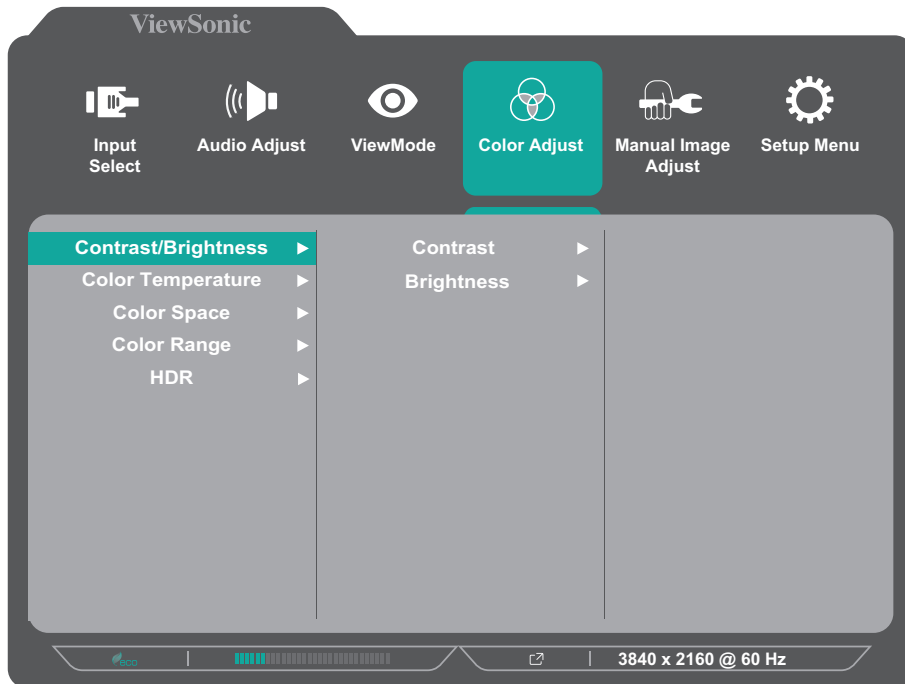 ViewSonic
Input
Select
Audio Adjust
ViewMode
Color Adjust
Manual Image
Adjust
Setup Menu
Contrast/Brightness
Color Temperature
Color Space
Color Range
HDR
Contrast
Brightness
eco
3840 x 2160 @ 60 Hz